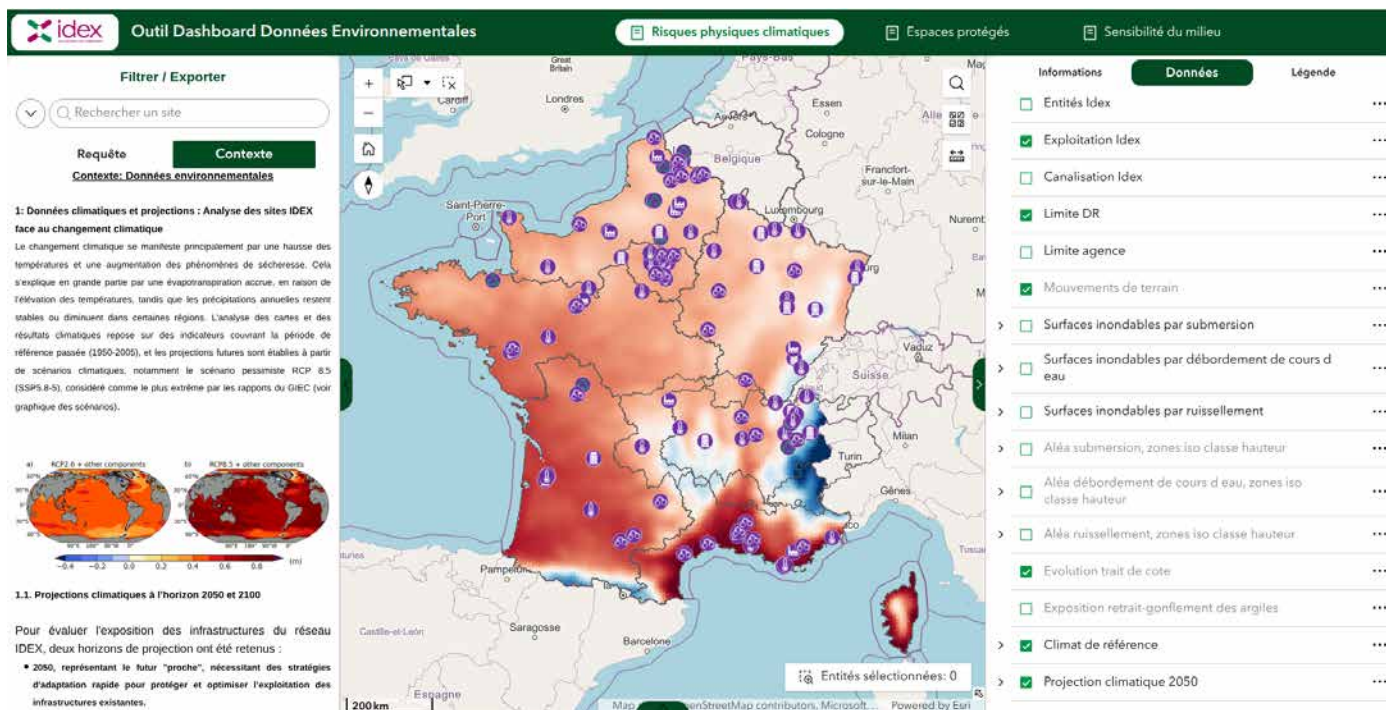 idex
Outil Dashboard Données Environnementales
Risques physiques climatiques
Espaces protégés
Sensibilité du milieu
Filtrer / Exporter
Rechercher un site
Requête
Contexte
Contexte: Données environnementales
1: Données climatiques et projections : Analyse des sites IDEX
face au changement climatique
Le changement climatique se manifeste principalement par une hausse des
températures et une augmentation des phénomènes de sécheresse. Cela
s'explique en grande partie par une évapotranspiration accrue, en raison de
l'élévation des températures, tandis que les précipitations annuelles restent
stables ou diminuent dans certaines régions. L'analyse des cartes et des
résultats climatiques repose sur des indicateurs couvrant la période de
référence passée (1950-2005), et les projections futures sont établies à partir
de scénarios climatiques, notamment le scénario pessimiste RCP 8.5
(SSP5.8-5), considéré comme le plus extrême par les rapports du GIEC (voir
graphique des scénarios).
a) RCP2.6 + other components
b) RCP8.5 + other components
−0.4 −0.2 0.0 0.2 0.4 0.6 0.8 (m)
1.1. Projections climatiques à l'horizon 2050 et 2100
Pour évaluer l'exposition des infrastructures du réseau
IDEX, deux horizons de projection ont été retenus :
• 2050, représentant le futur "proche", nécessitant des stratégies
d'adaptation rapide pour protéger et optimiser l'exploitation des
infrastructures existantes.
Great
Britain
Cardiff
Londres
Pays-Bas
Essen
Cologne
Belgique
Francfort-
sur-le-Main
Luxembourg
Saint-Pierre-
Port
Vaduz
Suisse
Milan
Turin
Gênes
Saragosse
Barcelone
Castille-et-León
Espagne
200 km
Entités sélectionnées: 0
Powered by Esri
Informations
Données
Légende
Entités Idex
Exploitation Idex
Canalisation Idex
Limite DR
Limite agence
Mouvements de terrain
Surfaces inondables par submersion
Surfaces inondables par débordement de cours d
eau
Surfaces inondables par ruissellement
Aléa submersion, zones iso classe hauteur
Aléa débordement de cours d eau, zones iso
classe hauteur
Aléa ruissellement, zones iso classe hauteur
Evolution trait de cote
Exposition retrait-gonflement des argiles
Climat de référence
Projection climatique 2050